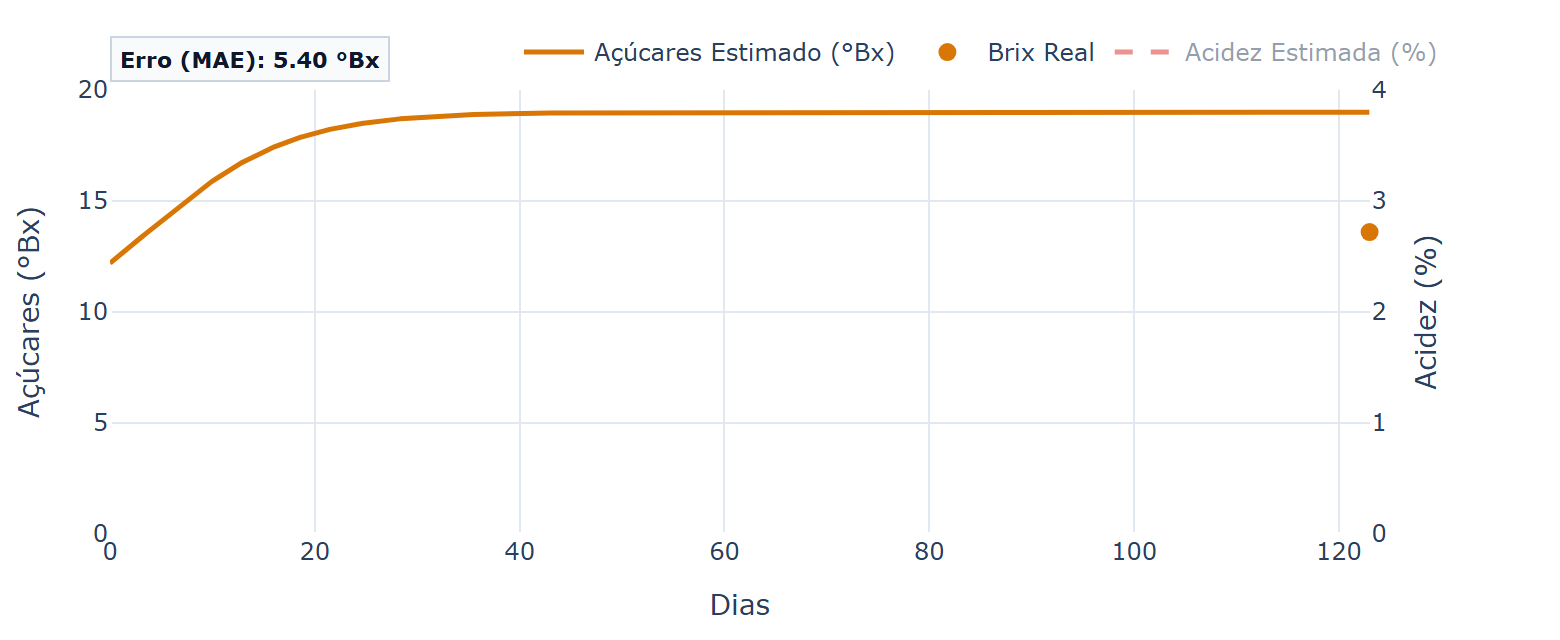 Erro (MAE): 5.40 ºBx
Açúcares Estimado (°Bx)
Brix Real
Acidez Estimada (%)
20
15
10
5
0
Açúcares (°Bx)
4
3
2
1
0
Acidez (%)
0
20
40
60
80
100
120
Dias